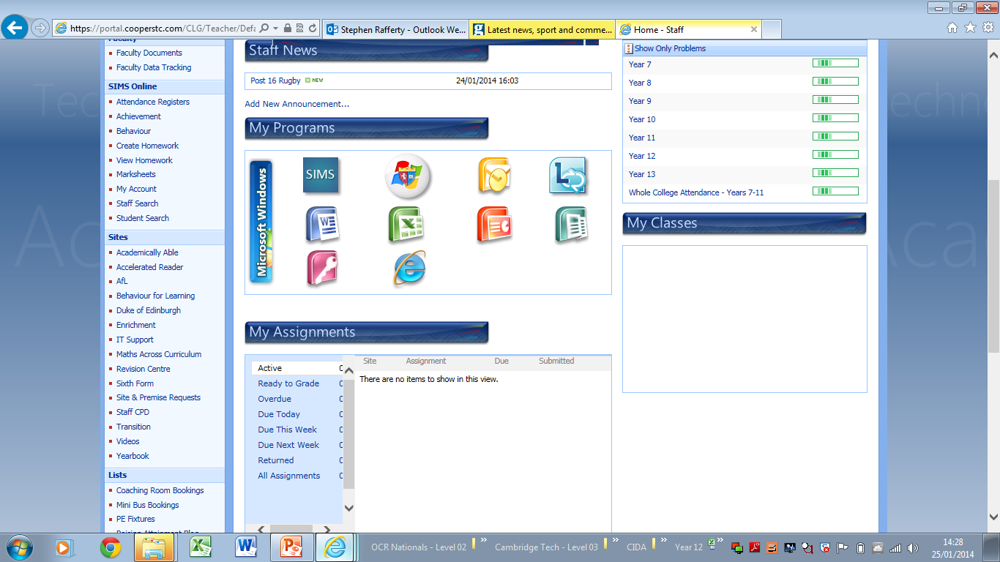 https://portal.cooperstc.com/CLG/Teacher/Defa
Stephen Rafferty - Outlook We...
Latest news, sport and comme...
Home - Staff
Faculty Documents
Faculty Data Tracking
SIMS Online
Attendance Registers
Achievement
Behaviour
Create Homework
View Homework
Marksheets
My Account
Staff Search
Student Search
Sites
Academically Able
Accelerated Reader
AfL
Behaviour for Learning
Duke of Edinburgh
Enrichment
IT Support
Maths Across Curriculum
Revision Centre
Sixth Form
Site & Premise Requests
Staff CPD
Transition
Videos
Yearbook
Lists
Coaching Room Bookings
Mini Bus Bookings
PE Fixtures
Staff News
Post 16 Rugby NEW 24/01/2014 16:03
Add New Announcement...
My Programs
Microsoft Windows
SIMS
My Assignments
Active 0
Ready to Grade 0
Overdue 0
Due Today 0
Due This Week 0
Due Next Week 0
Returned 0
All Assignments 0
Site Assignment Due Submitted
There are no items to show in this view.
Show Only Problems
Year 7
Year 8
Year 9
Year 10
Year 11
Year 12
Year 13
Whole College Attendance - Years 7-11
My Classes
OCR Nationals - Level 02
Cambridge Tech - Level 03
CIDA
Year 12
14:28
25/01/2014